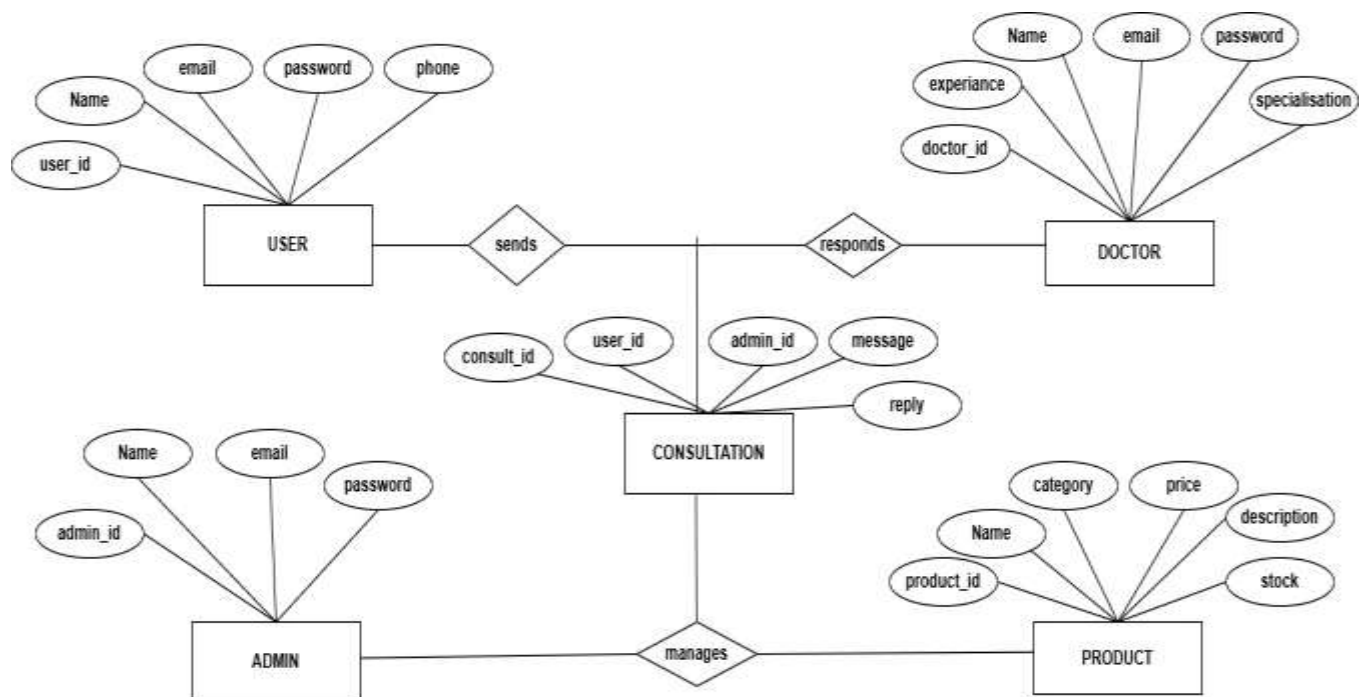 Name
email
password
phone
user_id
USER
sends
responds
Name
email
password
experiance
specialisation
doctor_id
DOCTOR
consult_id
user_id
admin_id
message
reply
CONSULTATION
Name
email
password
admin_id
ADMIN
manages
category
price
Name
description
product_id
stock
PRODUCT